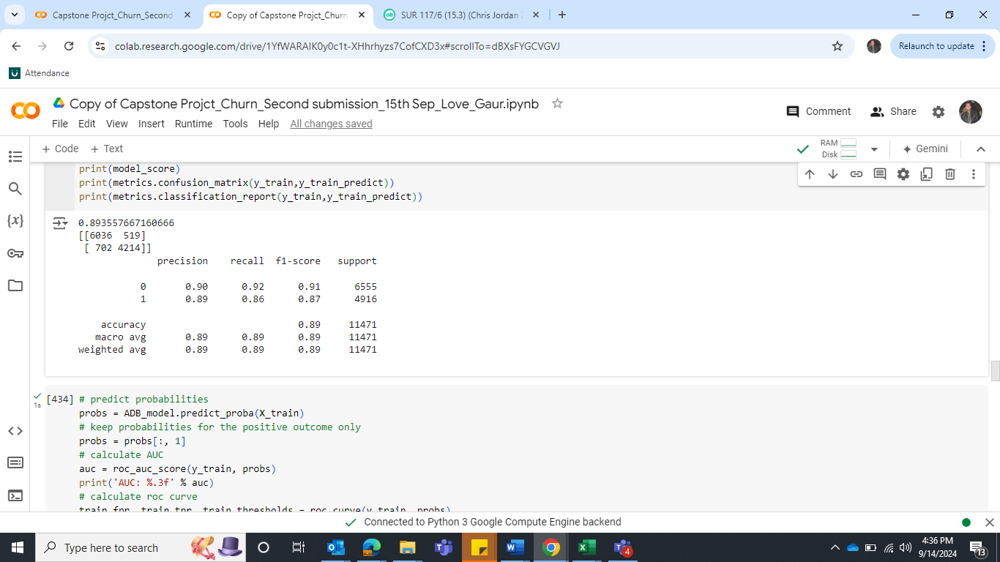 Capstone Projct_Churn_Second
Copy of Capstone Projct_Churn
SUR 117/6 (15.3) (Chris Jordan
colab.research.google.com/drive/1YfWARAIK0y0c1t-XHhrhyzs7CofCXD3x#scrollTo=dBXsFYGCVGVJ
Relaunch to update
Attendance
Copy of Capstone Projct_Churn_Second submission_15th Sep_Love_Gaur.ipynb
File Edit View Insert Runtime Tools Help All changes saved
Comment
Share
+ Code + Text
RAM
Disk
Gemini
print(model_score)
print(metrics.confusion_matrix(y_train,y_train_predict))
print(metrics.classification_report(y_train,y_train_predict))
0.893557667160666
[[6036  519]
 [ 702 4214]]
              precision    recall  f1-score   support
           0       0.90      0.92      0.91      6555
           1       0.89      0.86      0.87      4916
    accuracy                           0.89     11471
   macro avg       0.89      0.89      0.89     11471
weighted avg       0.89      0.89      0.89     11471
1s
[434] # predict probabilities
probs = ADB_model.predict_proba(X_train)
# keep probabilities for the positive outcome only
probs = probs[:, 1]
# calculate AUC
auc = roc_auc_score(y_train, probs)
print('AUC: %.3f' % auc)
# calculate roc curve
train_fpr, train_tpr, train_thresholds = roc_curve(y_train, probs)
Connected to Python 3 Google Compute Engine backend
Type here to search
4
4:36 PM
9/14/2024
13